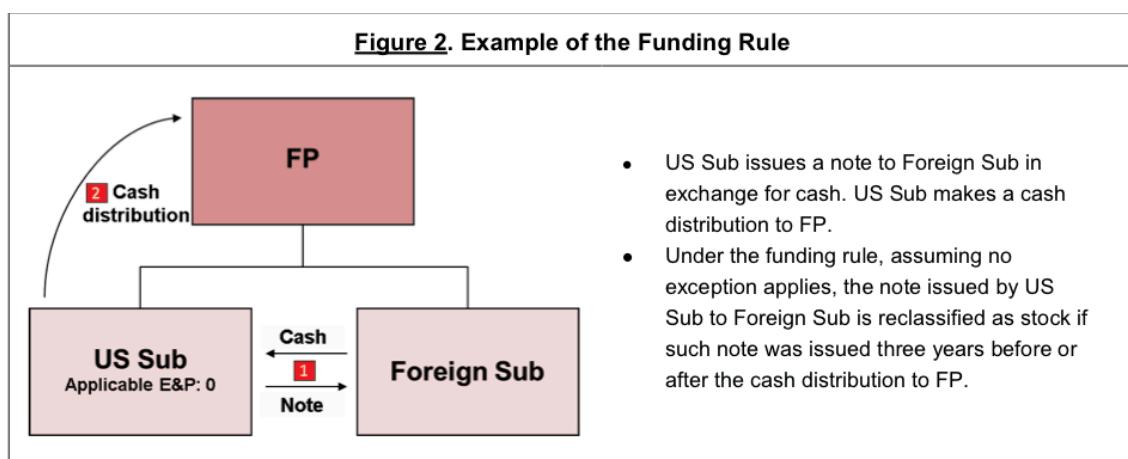 Figure 2. Example of the Funding Rule
FP
2 Cash
distribution
US Sub
Applicable E&P: 0
Cash
1
Note
Foreign Sub
• US Sub issues a note to Foreign Sub in
exchange for cash. US Sub makes a cash
distribution to FP.
• Under the funding rule, assuming no
exception applies, the note issued by US
Sub to Foreign Sub is reclassified as stock if
such note was issued three years before or
after the cash distribution to FP.